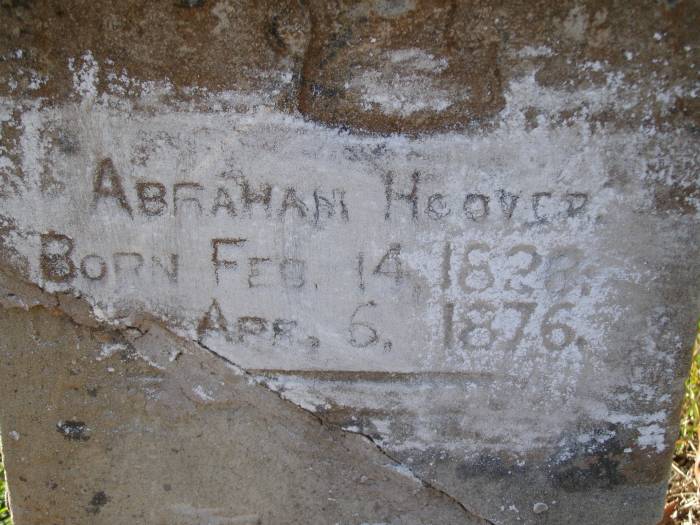 ABRAHAM HOOVER.
BORN FEB. 14, 1828.
APR. 6, 1876.